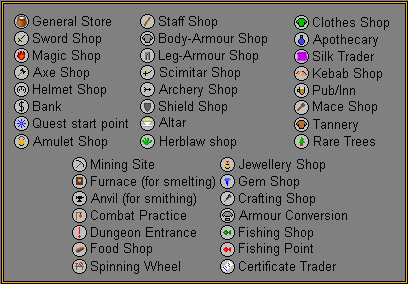 General Store Staff Shop Clothes Shop
Sword Shop Body-Armour Shop Apothecary
Magic Shop Leg-Armour Shop Silk Trader
Axe Shop Scimitar Shop Kebab Shop
Helmet Shop Archery Shop Pub/Inn
Bank Shield Shop Mace Shop
Quest start point Altar Tannery
Amulet Shop Herblaw shop Rare Trees
Mining Site Jewellery Shop
Furnace (for smelting) Gem Shop
Anvil (for smithing) Crafting Shop
Combat Practice Armour Conversion
Dungeon Entrance Fishing Shop
Food Shop Fishing Point
Spinning Wheel Certificate Trader